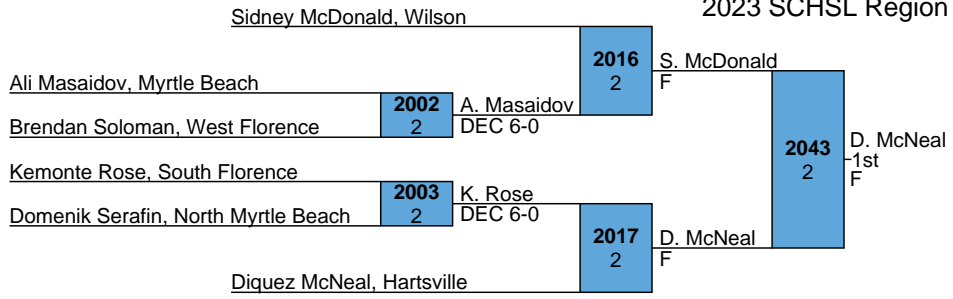 2023 SCHSL Region
Sidney McDonald, Wilson
2016
2
S. McDonald
F
Ali Masaidov, Myrtle Beach
2002
2
A. Masaidov
DEC 6-0
Brendan Soloman, West Florence
2043
2
D. McNeal
1st
F
Kemonte Rose, South Florence
2003
2
K. Rose
DEC 6-0
Domenik Serafin, North Myrtle Beach
2017
2
D. McNeal
F
Diquez McNeal, Hartsville